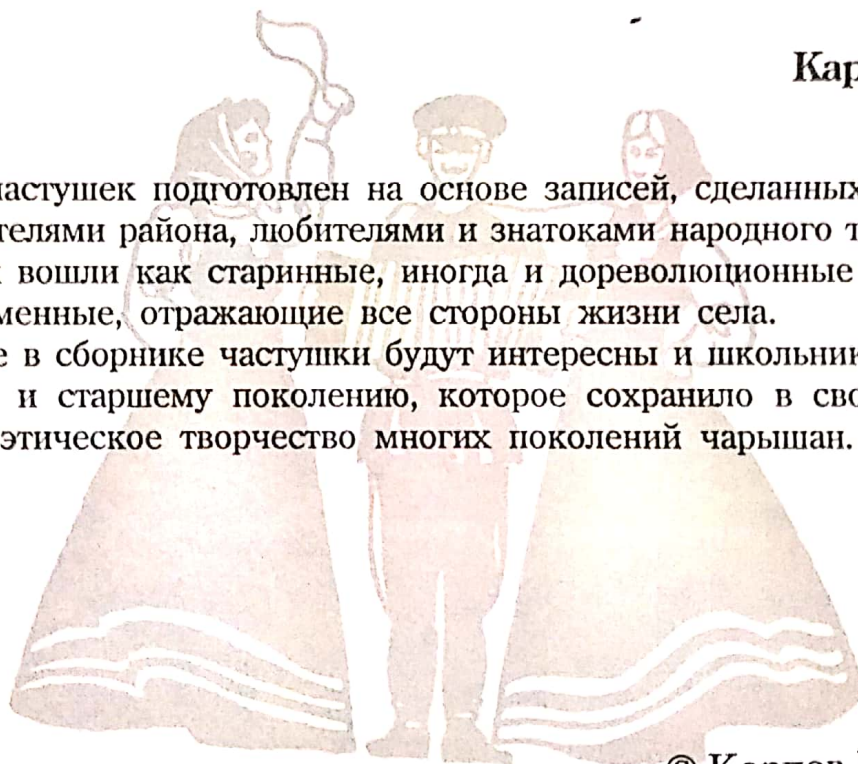 Кар
частушек подготовлен на основе записей, сделанных
телями района, любителями и знатоками народного т
вошли как старинные, иногда и дореволюционные
менные, отражающие все стороны жизни села.
е в сборнике частушки будут интересны и школьник
и старшему поколению, которое сохранило в сво
этическое творчество многих поколений чарышан.
©